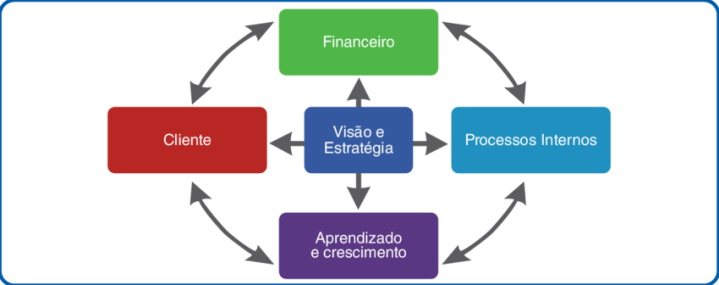 Financeiro
Cliente
Visão e
Estratégia
Processos Internos
Aprendizado
e crescimento